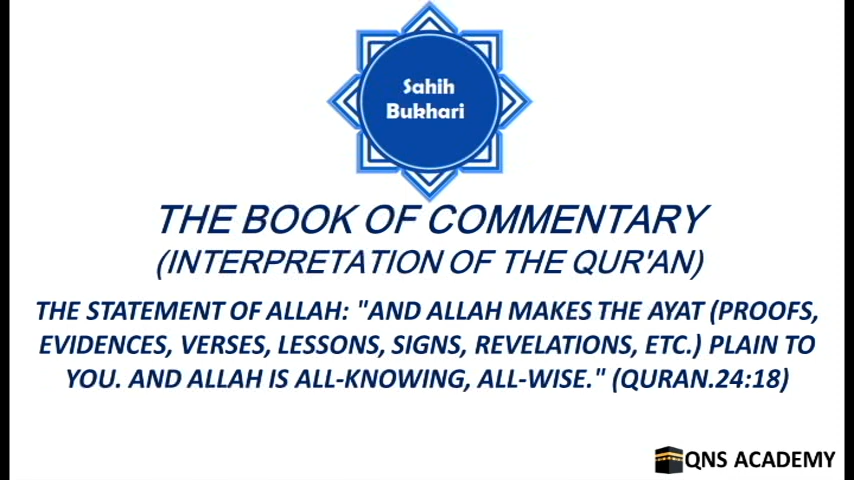 Sahih
Bukhari
THE BOOK OF COMMENTARY
(INTERPRETATION OF THE QUR'AN)
THE STATEMENT OF ALLAH: "AND ALLAH MAKES THE AYAT (PROOFS,
EVIDENCES, VERSES, LESSONS, SIGNS, REVELATIONS, ETC.) PLAIN TO
YOU. AND ALLAH IS ALL-KNOWING, ALL-WISE." (QURAN.24:18)
QNS ACADEMY